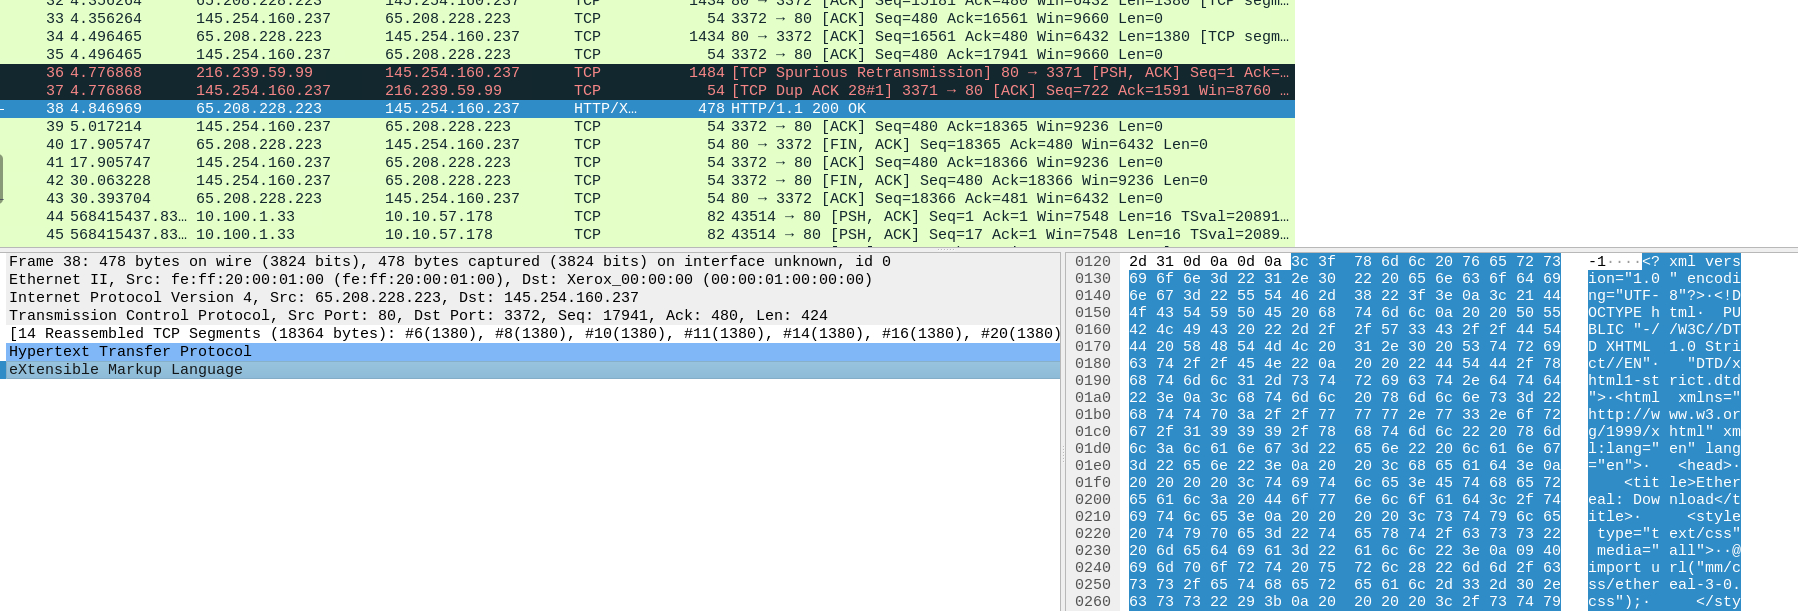 32 4.356264 65.208.228.223 145.254.160.237 TCP 1434 80 → 3372 [ACK] Seq=15181 Ack=480 Win=6432 Len=1380 [TCP segm…
33 4.356264 145.254.160.237 65.208.228.223 TCP 54 3372 → 80 [ACK] Seq=480 Ack=16561 Win=9660 Len=0
34 4.496465 65.208.228.223 145.254.160.237 TCP 1434 80 → 3372 [ACK] Seq=16561 Ack=480 Win=6432 Len=1380 [TCP segm…
35 4.496465 145.254.160.237 65.208.228.223 TCP 54 3372 → 80 [ACK] Seq=480 Ack=17941 Win=9660 Len=0
36 4.776868 216.239.59.99 145.254.160.237 TCP 1484 [TCP Spurious Retransmission] 80 → 3371 [PSH, ACK] Seq=1 Ack=…
37 4.776868 145.254.160.237 216.239.59.99 TCP 54 [TCP Dup ACK 28#1] 3371 → 80 [ACK] Seq=722 Ack=1591 Win=8760 …
38 4.846969 65.208.228.223 145.254.160.237 HTTP/X… 478 HTTP/1.1 200 OK
39 5.017214 145.254.160.237 65.208.228.223 TCP 54 3372 → 80 [ACK] Seq=480 Ack=18365 Win=9236 Len=0
40 17.905747 65.208.228.223 145.254.160.237 TCP 54 80 → 3372 [FIN, ACK] Seq=18365 Ack=480 Win=6432 Len=0
41 17.905747 145.254.160.237 65.208.228.223 TCP 54 3372 → 80 [ACK] Seq=480 Ack=18366 Win=9236 Len=0
42 30.063228 145.254.160.237 65.208.228.223 TCP 54 3372 → 80 [FIN, ACK] Seq=480 Ack=18366 Win=9236 Len=0
43 30.393704 65.208.228.223 145.254.160.237 TCP 54 80 → 3372 [ACK] Seq=18366 Ack=481 Win=6432 Len=0
44 568415437.83… 10.100.1.33 10.10.57.178 TCP 82 43514 → 80 [PSH, ACK] Seq=1 Ack=1 Win=7548 Len=16 TSval=20891…
45 568415437.83… 10.100.1.33 10.10.57.178 TCP 82 43514 → 80 [PSH, ACK] Seq=17 Ack=1 Win=7548 Len=16 TSval=2089…
Frame 38: 478 bytes on wire (3824 bits), 478 bytes captured (3824 bits) on interface unknown, id 0
Ethernet II, Src: fe:ff:20:00:01:00 (fe:ff:20:00:01:00), Dst: Xerox_00:00:00 (00:00:01:00:00:00)
Internet Protocol Version 4, Src: 65.208.228.223, Dst: 145.254.160.237
Transmission Control Protocol, Src Port: 80, Dst Port: 3372, Seq: 17941, Ack: 480, Len: 424
[14 Reassembled TCP Segments (18364 bytes): #6(1380), #8(1380), #10(1380), #11(1380), #14(1380), #16(1380), #20(1380)
Hypertext Transfer Protocol
eXtensible Markup Language
0120 2d 31 0d 0a 0d 0a 3c 3f 78 6d 6c 20 76 65 72 73 -1····<? xml vers
0130 69 6f 6e 3d 22 31 2e 30 22 20 65 6e 63 6f 64 69 ion="1.0 " encodi
0140 6e 67 3d 22 55 54 46 2d 38 22 3f 3e 0a 3c 21 44 ng="UTF- 8"?>·<!D
0150 4f 43 54 59 50 45 20 68 74 6d 6c 0a 20 20 50 55 OCTYPE h tml·  PU
0160 42 4c 49 43 20 22 2d 2f 2f 57 33 43 2f 2f 44 54 BLIC "-/ /W3C//DT
0170 44 20 58 48 54 4d 4c 20 31 2e 30 20 53 74 72 69 D XHTML  1.0 Stri
0180 63 74 2f 2f 45 4e 22 0a 20 20 22 44 54 44 2f 78 ct//EN"·   "DTD/x
0190 68 74 6d 6c 31 2d 73 74 72 69 63 74 2e 64 74 64 html1-st rict.dtd
01a0 22 3e 0a 3c 68 74 6d 6c 20 78 6d 6c 6e 73 3d 22 ">·<html  xmlns="
01b0 68 74 74 70 3a 2f 2f 77 77 77 2e 77 33 2e 6f 72 http://w ww.w3.or
01c0 67 2f 31 39 39 39 2f 78 68 74 6d 6c 22 20 78 6d g/1999/x html" xm
01d0 6c 3a 6c 61 6e 67 3d 22 65 6e 22 20 6c 61 6e 67 l:lang=" en" lang
01e0 3d 22 65 6e 22 3e 0a 20 20 3c 68 65 61 64 3e 0a ="en">·   <head>·
01f0 20 20 20 20 3c 74 69 74 6c 65 3e 45 74 68 65 72     <tit le>Ether
0200 65 61 6c 3a 20 44 6f 77 6e 6c 6f 61 64 3c 2f 74 eal: Dow nload</t
0210 69 74 6c 65 3e 0a 20 20 20 20 3c 73 74 79 6c 65 itle>·     <style
0220 20 74 79 70 65 3d 22 74 65 78 74 2f 63 73 73 22  type="t ext/css"
0230 20 6d 65 64 69 61 3d 22 61 6c 6c 22 3e 0a 09 40  media=" all">··@
0240 69 6d 70 6f 72 74 20 75 72 6c 28 22 6d 6d 2f 63 import u rl("mm/c
0250 73 73 2f 65 74 68 65 72 65 61 6c 2d 33 2d 30 2e ss/ether eal-3-0.
0260 63 73 73 22 29 3b 0a 20 20 20 20 3c 2f 73 74 79 css");·     </sty